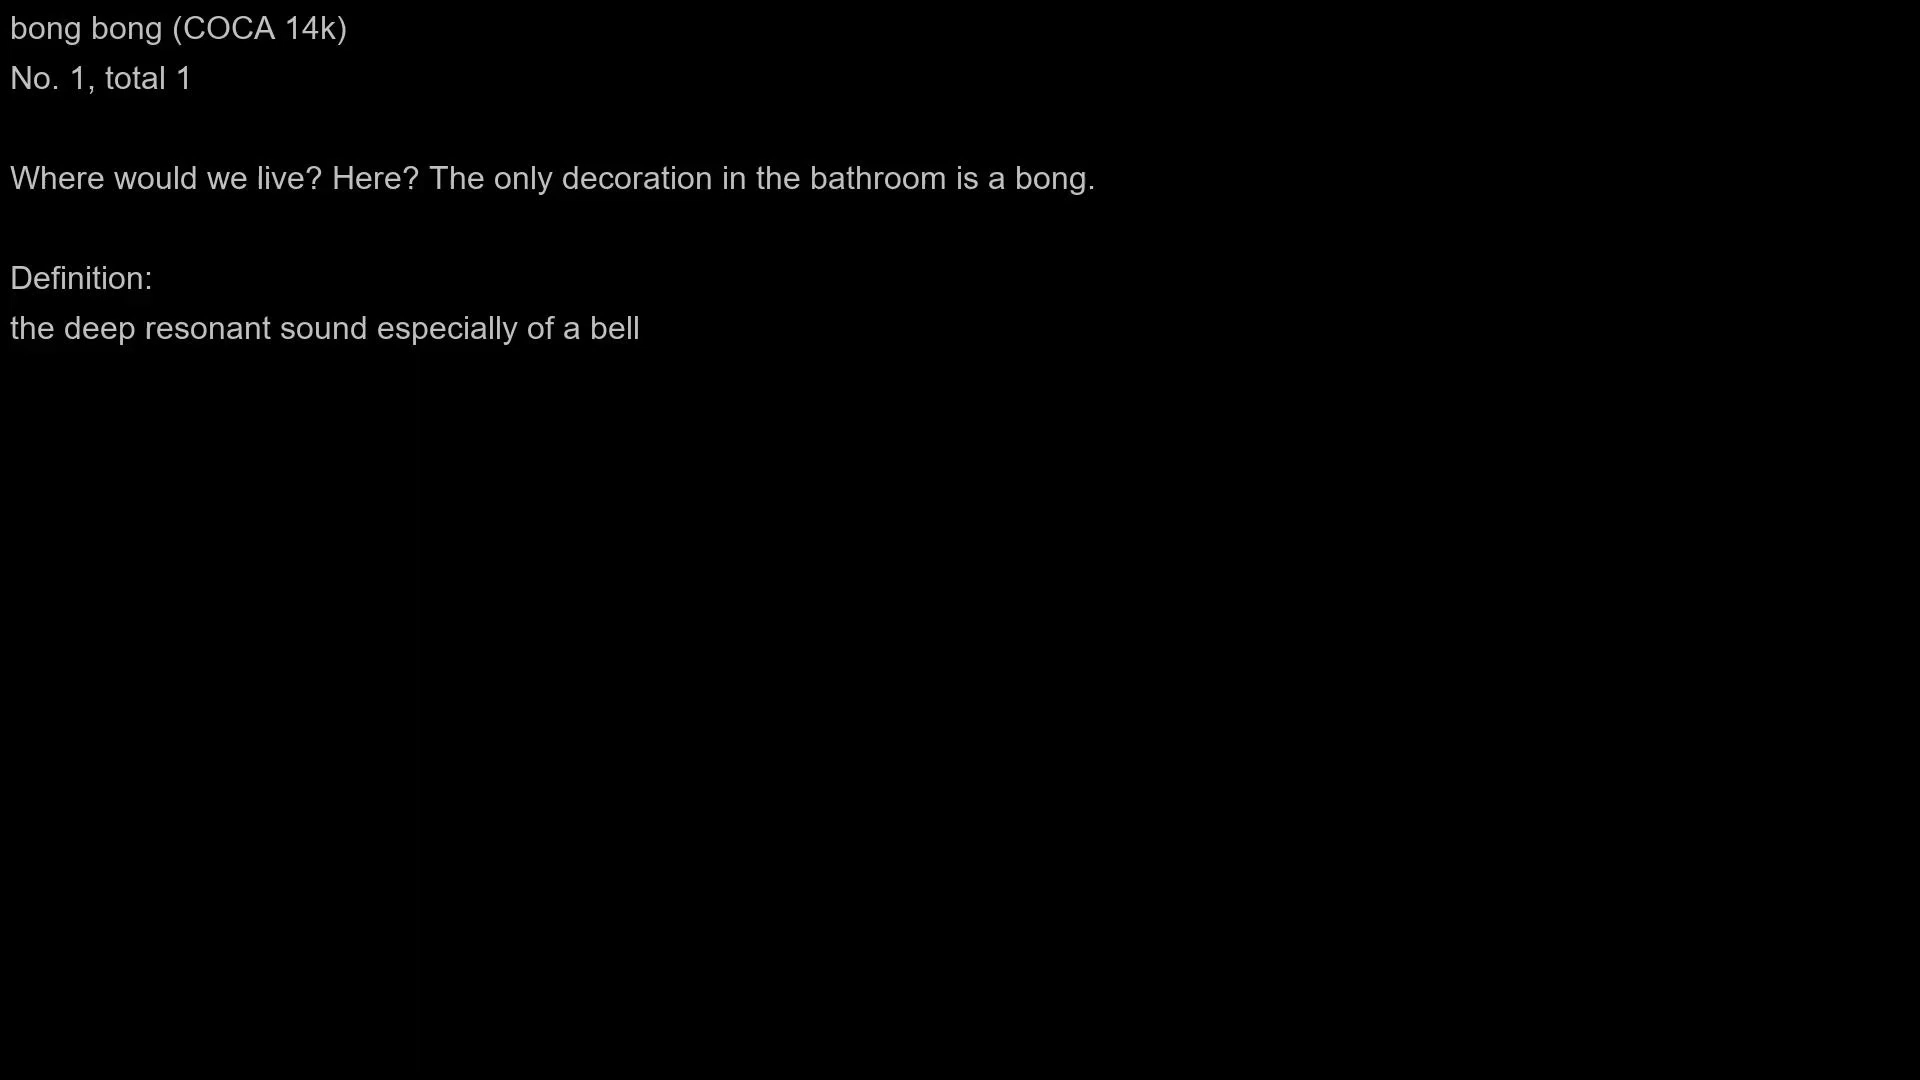 bong bong (COCA 14k)
No. 1, total 1
Where would we live? Here? The only decoration in the bathroom is a bong.
Definition:
the deep resonant sound especially of a bell